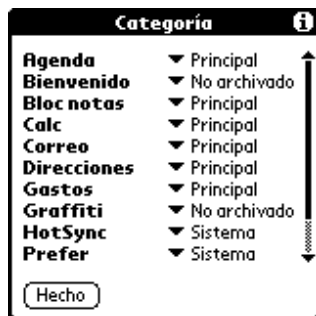 Categoría
Agenda Principal
Bienvenido No archivado
Bloc notas Principal
Calc Principal
Correo Principal
Direcciones Principal
Gastos Principal
Graffiti No archivado
HotSync Sistema
Prefer Sistema
Hecho